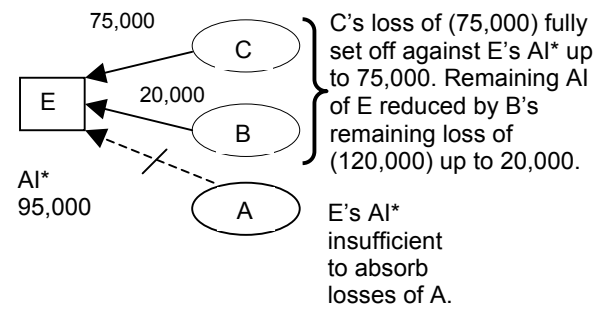 75,000
C
E
20,000
B
AI*
95,000
A
C's loss of (75,000) fully
set off against E's AI* up
to 75,000. Remaining AI
of E reduced by B's
remaining loss of
(120,000) up to 20,000.
E's AI*
insufficient
to absorb
losses of A.